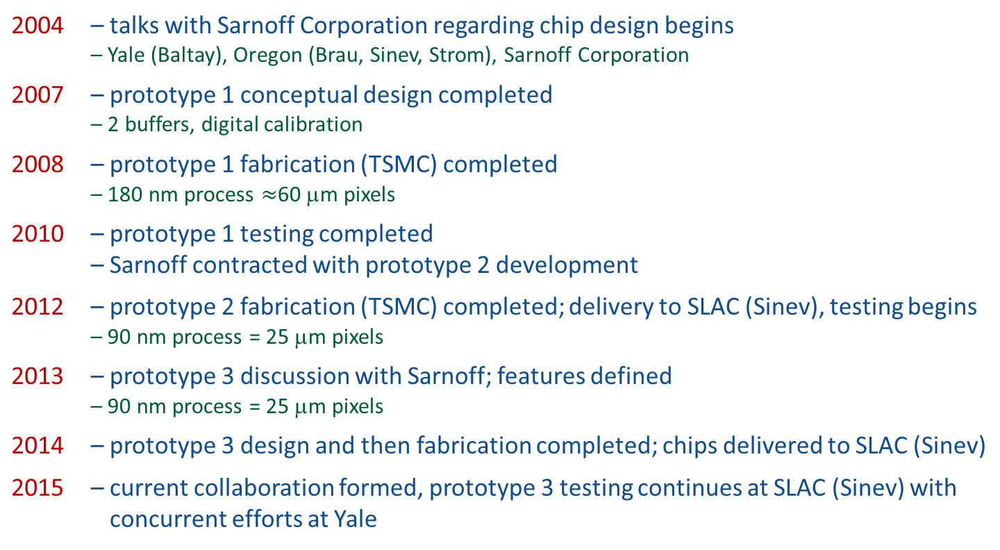 2004 – talks with Sarnoff Corporation regarding chip design begins
– Yale (Baltay), Oregon (Brau, Sinev, Strom), Sarnoff Corporation
2007 – prototype 1 conceptual design completed
– 2 buffers, digital calibration
2008 – prototype 1 fabrication (TSMC) completed
– 180 nm process ≈60 μm pixels
2010 – prototype 1 testing completed
– Sarnoff contracted with prototype 2 development
2012 – prototype 2 fabrication (TSMC) completed; delivery to SLAC (Sinev), testing begins
– 90 nm process = 25 μm pixels
2013 – prototype 3 discussion with Sarnoff; features defined
– 90 nm process = 25 μm pixels
2014 – prototype 3 design and then fabrication completed; chips delivered to SLAC (Sinev)
2015 – current collaboration formed, prototype 3 testing continues at SLAC (Sinev) with
concurrent efforts at Yale